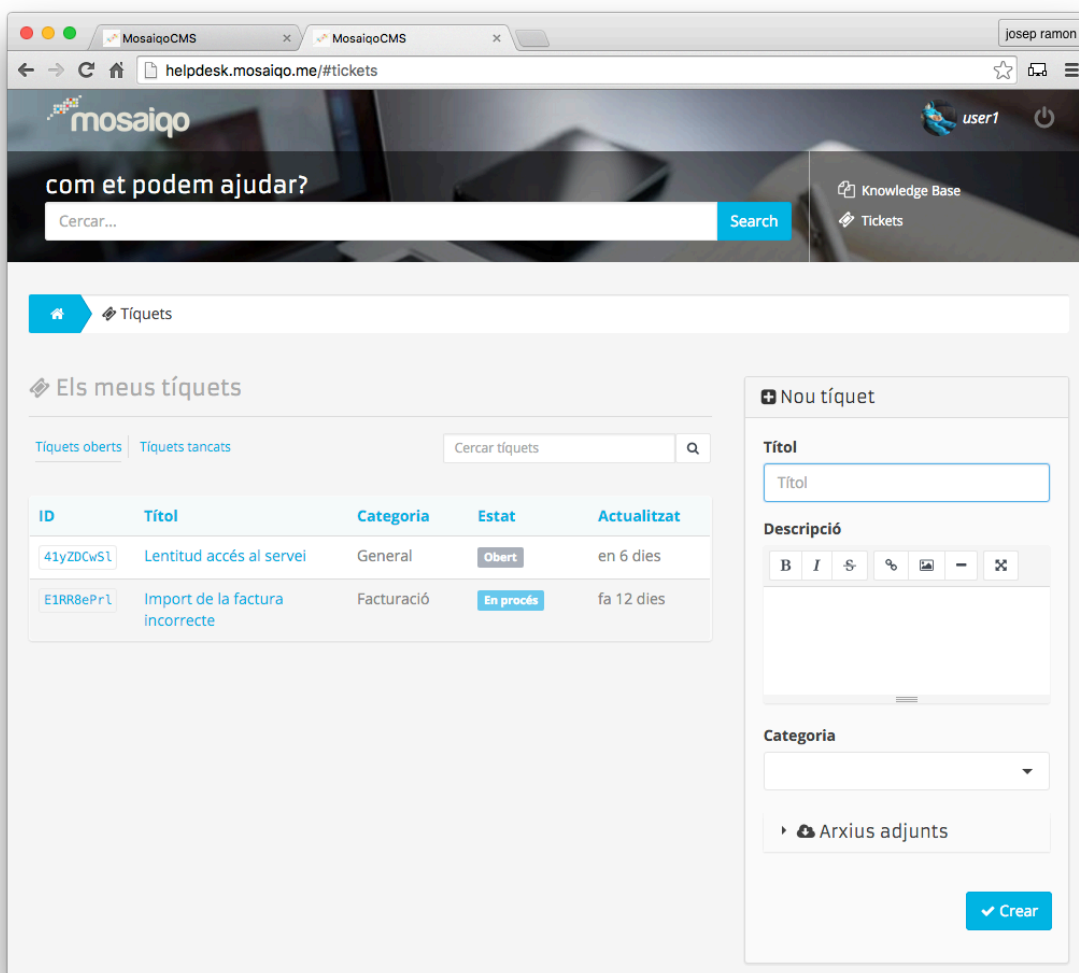 MosaiqoCMS
MosaiqoCMS
josep ramon
helpdesk.mosaiqo.me/#tickets
mosaiqo
user1
com et podem ajudar?
Cercar...
Search
Knowledge Base
Tickets
Tíquets
Els meus tíquets
Tíquets oberts
Tíquets tancats
Cercar tíquets
ID Títol Categoria Estat Actualitzat
41yZDCwSl Lentitud accés al servei General Obert en 6 dies
E1RR8ePrl Import de la factura Facturació En procés fa 12 dies
incorrecte
Nou tíquet
Títol
Títol
Descripció
B I S
Categoria
Arxius adjunts
Crear